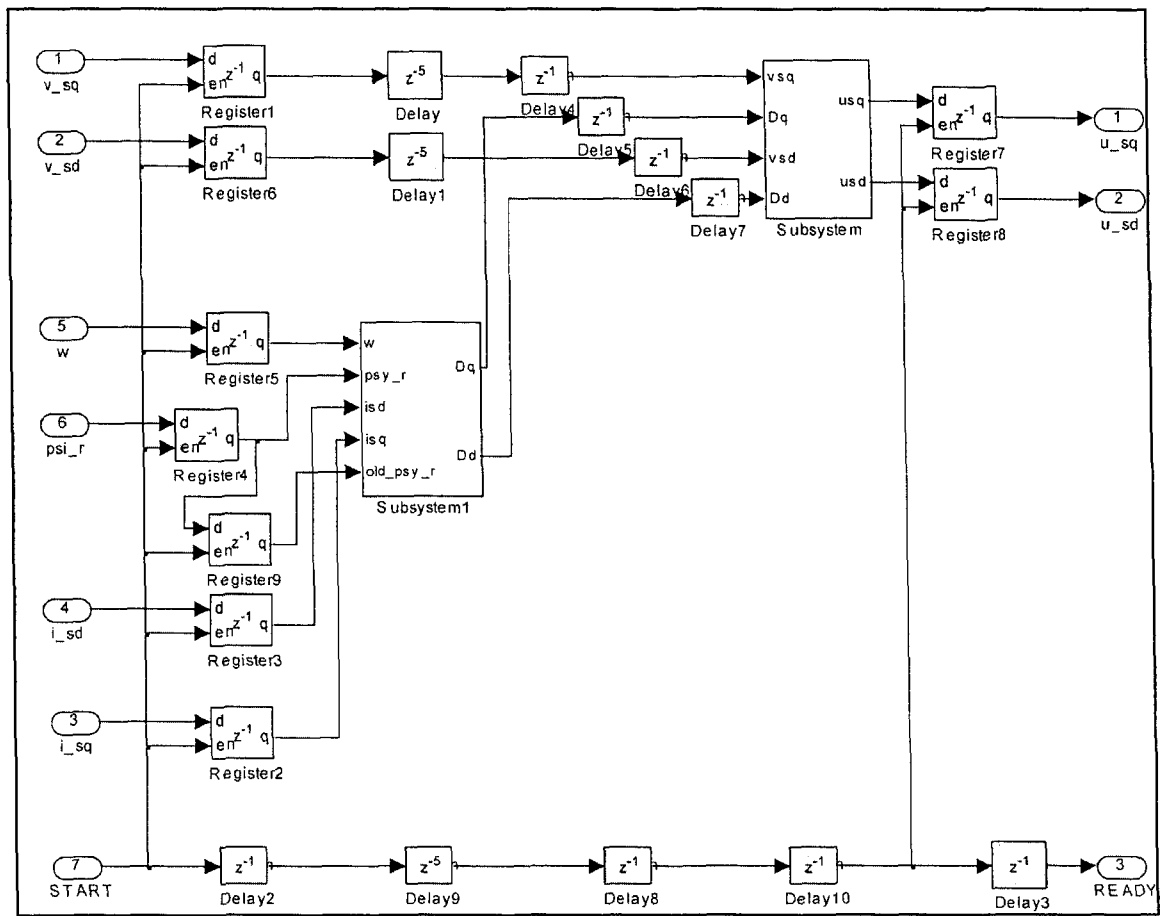 1
v_sq
d
en
z-1
q
Register1
z-5
Delay
z-1
Delay4
vsq
Dq
vsd
Dd
usq
usd
Subsystem
d
en
z-1
q
Register7
1
u_sq
2
v_sd
d
en
z-1
q
Register6
z-5
Delay1
z-1
Delay5
z-1
Delay6
z-1
Delay7
d
en
z-1
q
Register8
2
u_sd
5
w
d
en
z-1
q
Register5
w
psy_r
isd
isq
old_psy_r
Dq
Dd
Subsystem1
6
psi_r
d
en
z-1
q
Register4
d
en
z-1
q
Register9
4
i_sd
d
en
z-1
q
Register3
3
i_sq
d
en
z-1
q
Register2
7
START
z-1
Delay2
z-5
Delay9
z-1
Delay8
z-1
Delay10
z-1
Delay3
3
READY